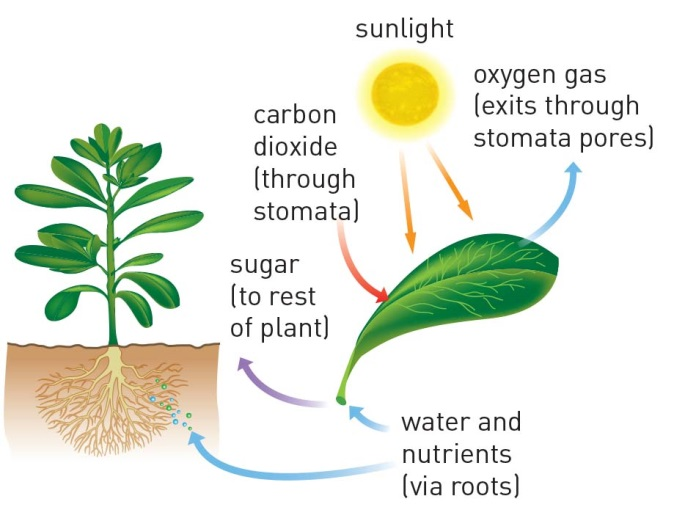 sunlight
oxygen gas
(exits through
stomata pores)
carbon
dioxide
(through
stomata)
sugar
(to rest
of plant)
water and
nutrients
(via roots)